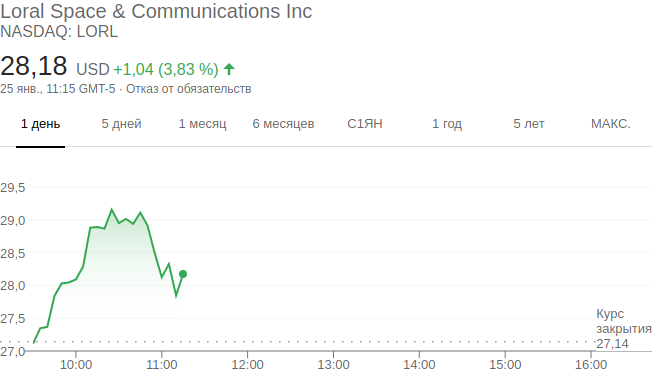 Loral Space & Communications Inc
NASDAQ: LORL
28,18 USD +1,04 (3,83 %)
25 янв., 11:15 GMT-5 · Отказ от обязательств
1 день 5 дней 1 месяц 6 месяцев С1ЯН 1 год 5 лет МАКС.
29,5
29,0
28,5
28,0
27,5
27,0
Курс
закрытия
27,14
10:00 11:00 12:00 13:00 14:00 15:00 16:00